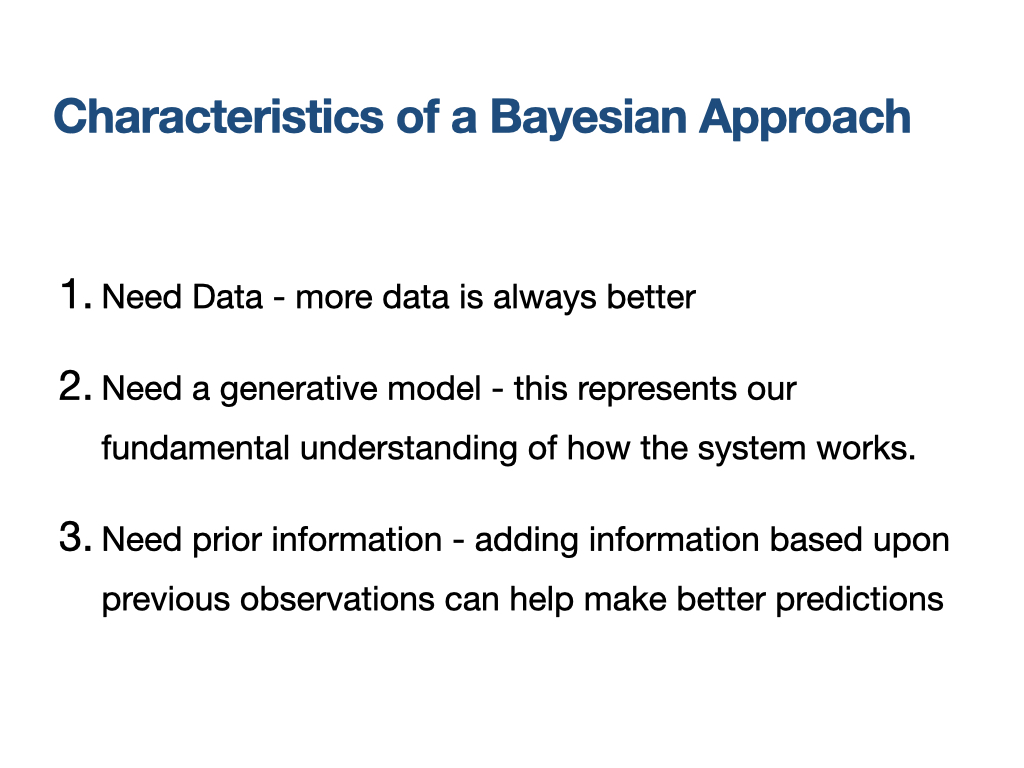 Characteristics of a Bayesian Approach
1. Need Data - more data is always better
2. Need a generative model - this represents our
fundamental understanding of how the system works.
3. Need prior information - adding information based upon
previous observations can help make better predictions